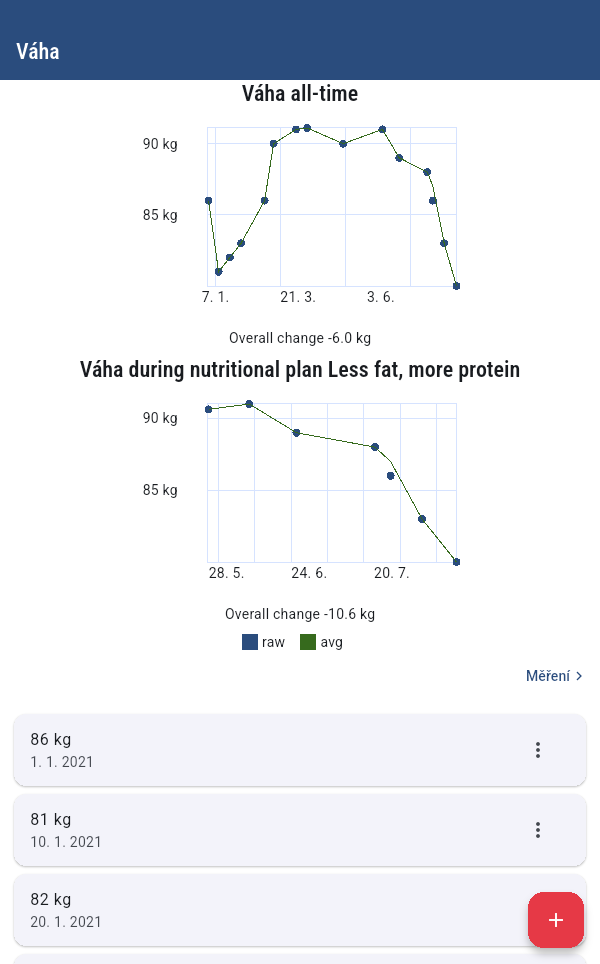 Váha
Váha all-time
90 kg
85 kg
7. 1.
21. 3.
3. 6.
Overall change -6.0 kg
Váha during nutritional plan Less fat, more protein
90 kg
85 kg
28. 5.
24. 6.
20. 7.
Overall change -10.6 kg
raw
avg
Měření
86 kg
1. 1. 2021
81 kg
10. 1. 2021
82 kg
20. 1. 2021